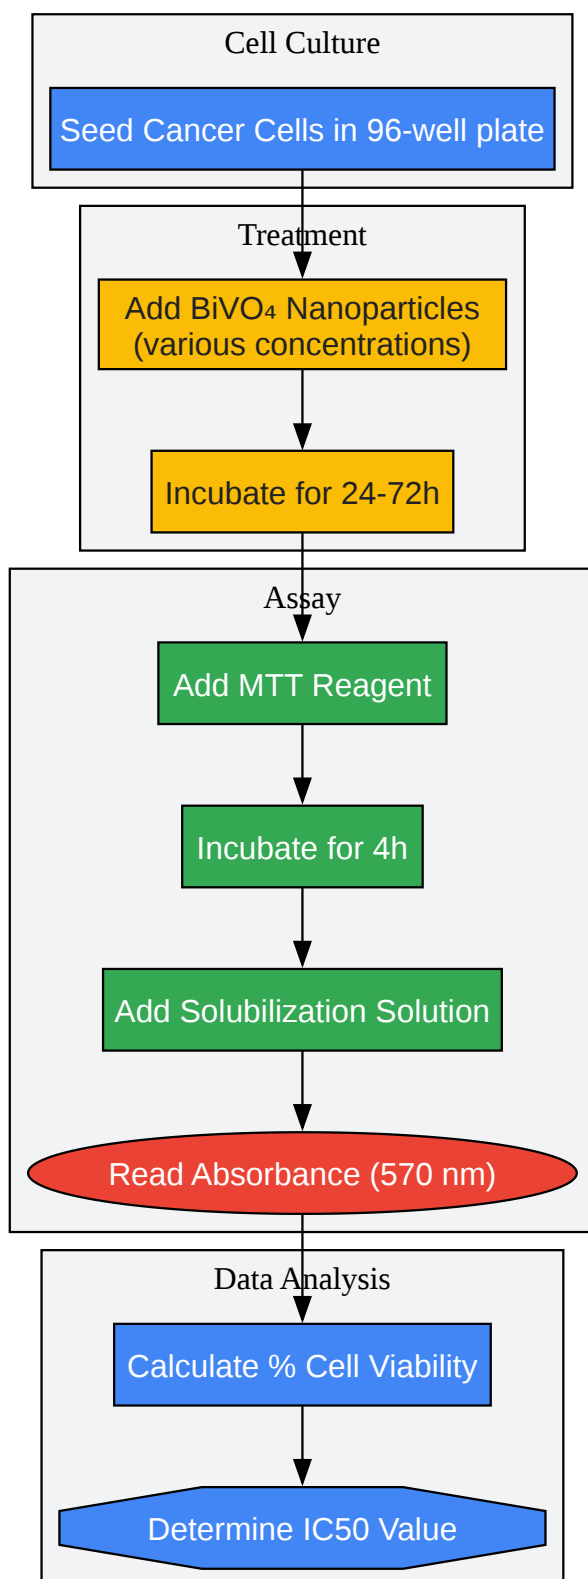 Cell Culture
Seed Cancer Cells in 96-well plate
Treatment
Add BiVO₄ Nanoparticles
(various concentrations)
Incubate for 24-72h
Assay
Add MTT Reagent
Incubate for 4h
Add Solubilization Solution
Read Absorbance (570 nm)
Data Analysis
Calculate % Cell Viability
Determine IC50 Value